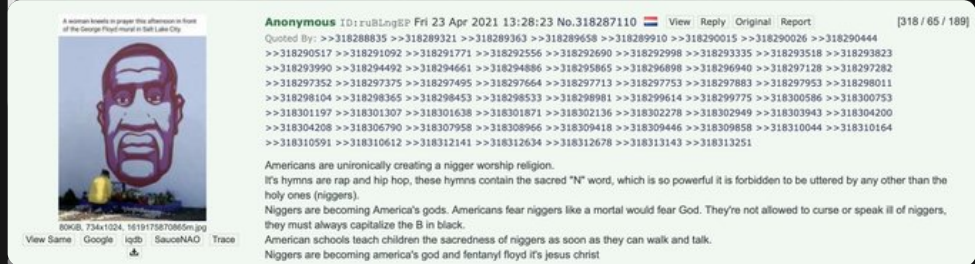 A woman kneels in prayer this afternoon in front
of the George Floyd mural in Salt Lake City.
80KiB, 734x1024, 1619175870865m.jpg
View Same Google iqdb SauceNAO Trace
Anonymous ID:ruBLngEP Fri 23 Apr 2021 13:28:23 No.318287110 View Reply Original Report [318 / 65 / 189]
Quoted By: >>318288835 >>318289321 >>318289363 >>318289658 >>318289910 >>318290015 >>318290026 >>318290444
>>318290517 >>318291092 >>318291771 >>318292556 >>318292690 >>318292998 >>318293335 >>318293518 >>318293823
>>318293990 >>318294492 >>318294661 >>318294886 >>318295865 >>318296898 >>318296940 >>318297128 >>318297282
>>318297352 >>318297375 >>318297495 >>318297664 >>318297713 >>318297753 >>318297883 >>318297953 >>318298011
>>318298104 >>318298365 >>318298453 >>318298533 >>318298981 >>318299614 >>318299775 >>318300586 >>318300753
>>318301197 >>318301307 >>318301638 >>318301871 >>318302136 >>318302278 >>318302949 >>318303943 >>318304200
>>318304208 >>318306790 >>318307958 >>318308966 >>318309418 >>318309446 >>318309858 >>318310044 >>318310164
>>318310591 >>318310612 >>318312141 >>318312634 >>318312678 >>318313143 >>318313251
Americans are unironically creating a nigger worship religion.
It's hymns are rap and hip hop, these hymns contain the sacred "N" word, which is so powerful it is forbidden to be uttered by any other than the
holy ones (niggers).
Niggers are becoming America's gods. Americans fear niggers like a mortal would fear God. They're not allowed to curse or speak ill of niggers,
they must always capitalize the B in black.
American schools teach children the sacredness of niggers as soon as they can walk and talk.
Niggers are becoming america's god and fentanyl floyd it's jesus christ